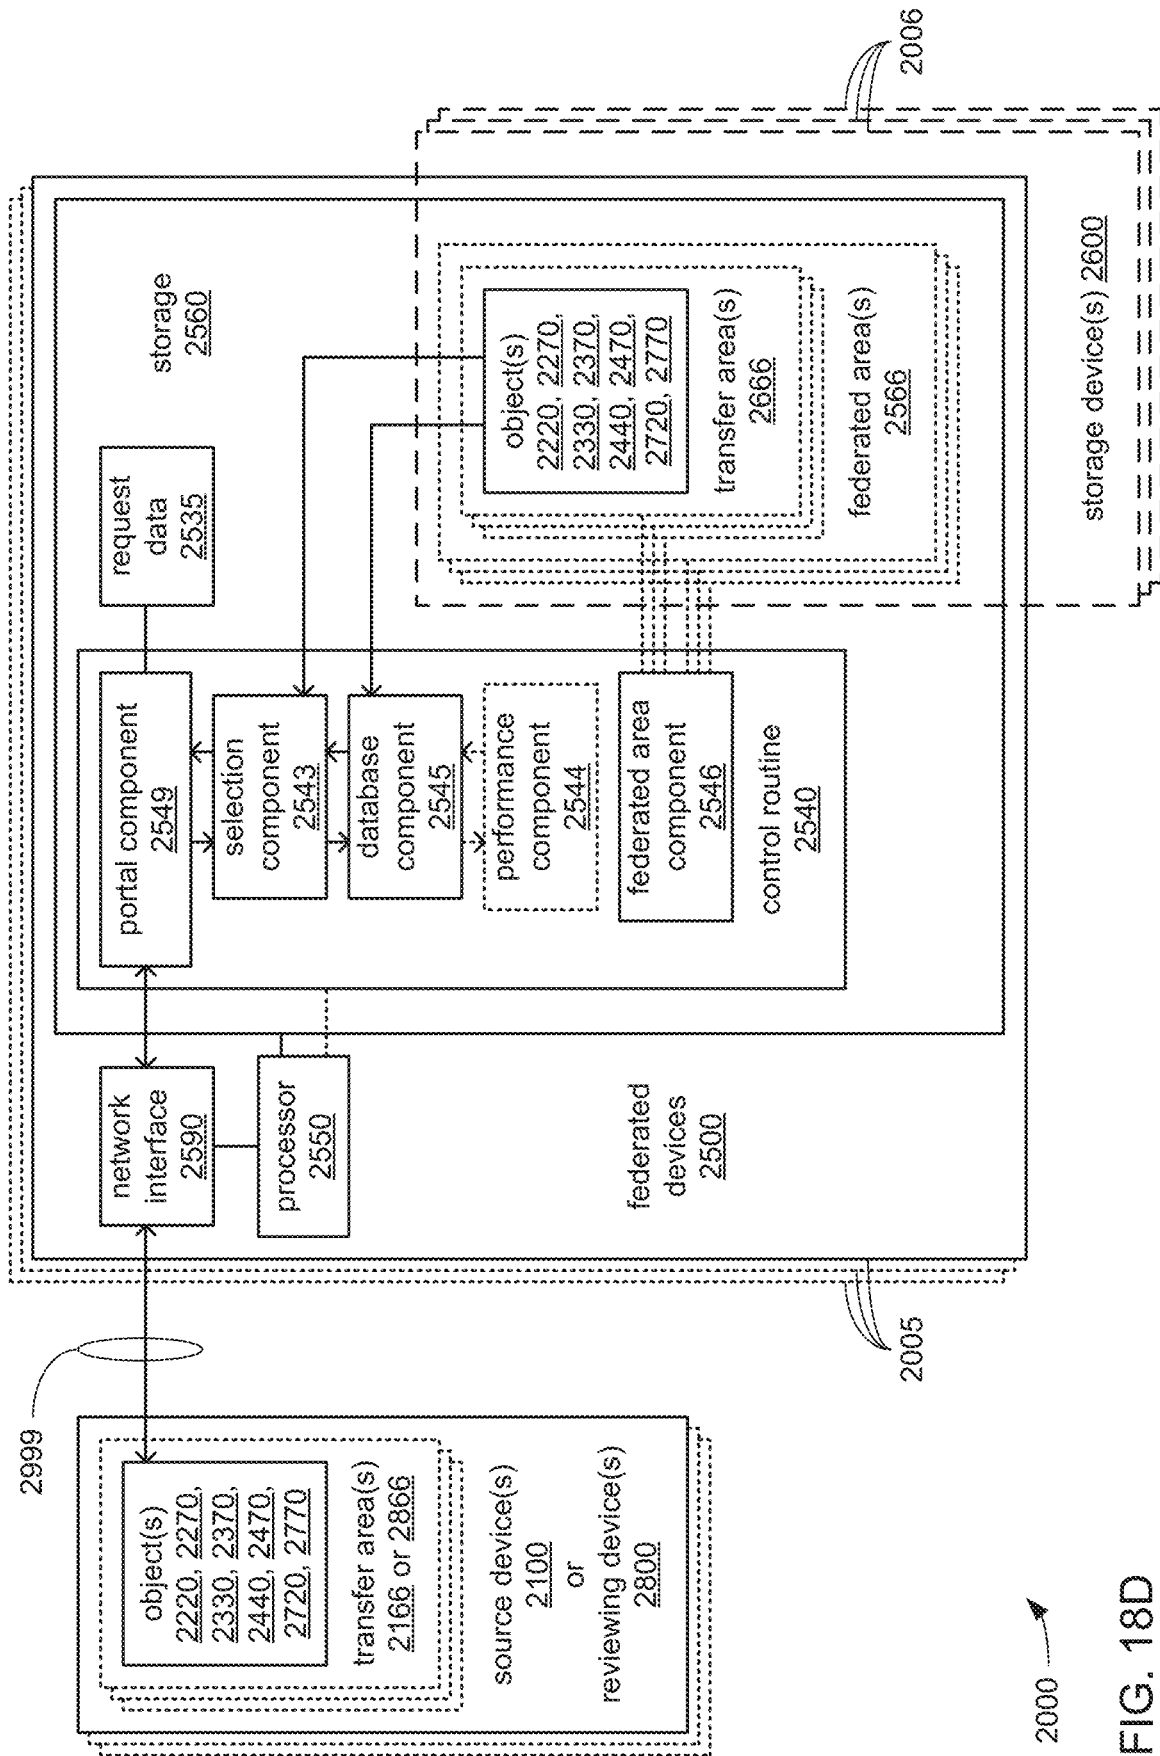 2999
object(s)
2220, 2270,
2330, 2370,
2440, 2470,
2720, 2770
transfer area(s)
2166 or 2866
source device(s)
2100
or
reviewing device(s)
2800
network
interface
2590
processor
2550
federated
devices
2500
2005
portal component
2549
selection
component
2543
database
component
2545
performance
component
2544
federated area
component
2546
control routine
2540
request
data
2535
storage
2560
object(s)
2220, 2270,
2330, 2370,
2440, 2470,
2720, 2770
transfer area(s)
2666
federated area(s)
2566
storage device(s) 2600
2006
2000
FIG. 18D